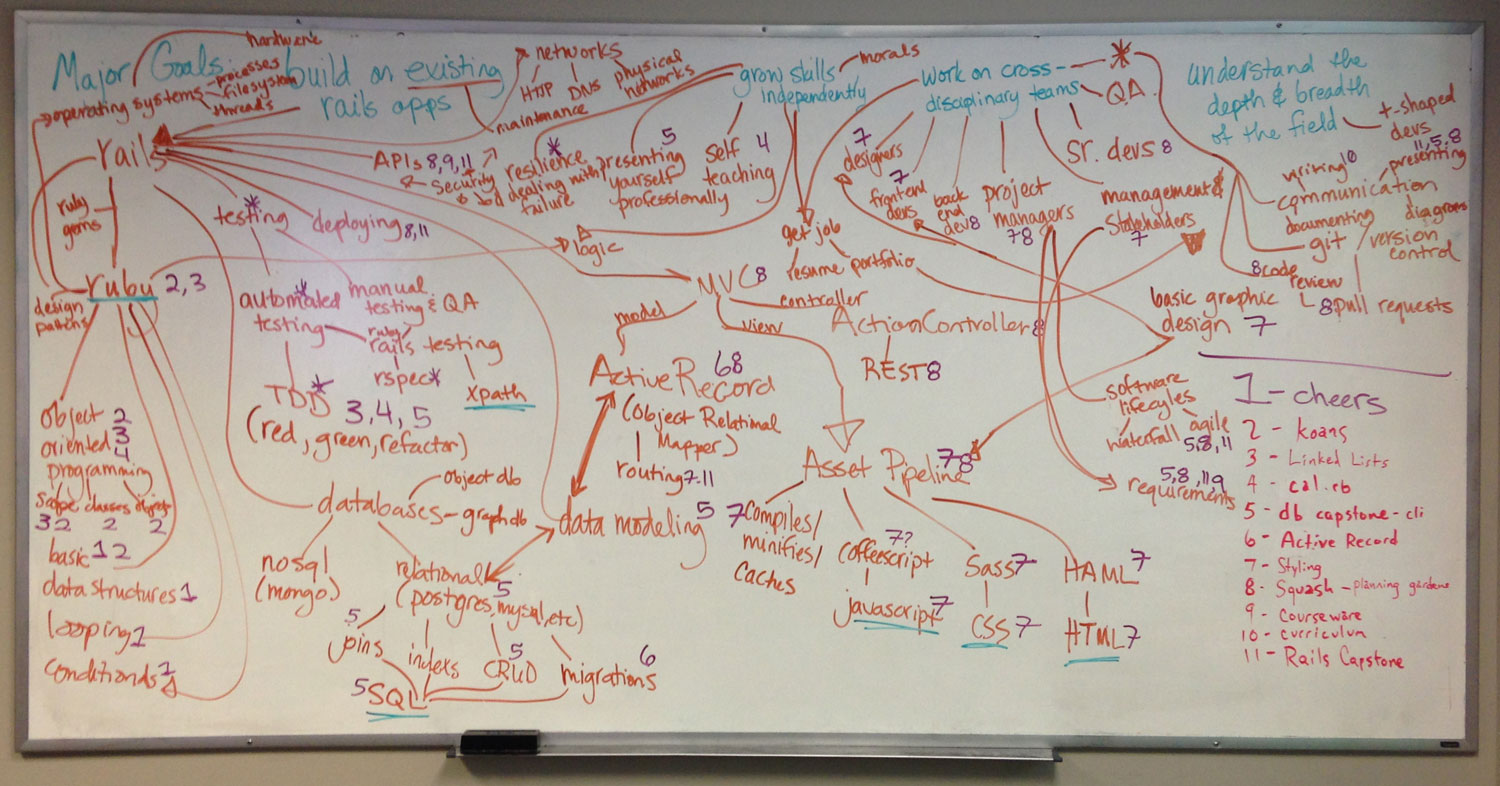 Major Goals:
build on existing
rails apps
hardware
operating systems
processes
filesystem
threads
maintenance
networks
HTTP
DNS
physical
networks
grow skills
independently
morals
work on cross-
disciplinary teams
*
QA
understand the
depth & breadth
of the field
t-shaped
devs
rails
ruby
gems
ruby 2,3
design
patterns
APIs 8,9,11
security
resilience *
& dealing with
failure
presenting 5
yourself
professionally
self 4
teaching
get job
resume
portfolio
7
designers
7
frontend
devs
back
end
dev 8
project
managers
78
Sr. devs 8
management &
Stakeholders
7
writing 10
communication
presenting
11, 5, 8
documenting
diagrams
git
version
control
8 code
review
8 pull requests
testing *
deploying 8,11
logic
automated *
testing
manual
testing & QA
ruby
rails testing
rspec *
xpath
TDD * 3, 4, 5
(red, green, refactor)
MVC 8
model
view
controller
ActionController 8
REST 8
basic graphic
design 7
Active Record 68
(Object Relational
Mapper)
routing 7-11
object 2
oriented 3
programming 4
scope classes objects
3 2 2 2
basic 1 2
data structures 1
looping 1
conditionals 1
databases
object db
graph db
data modeling 5 7
nosql
(mongo)
relational
5
(postgres, mysql, etc)
5
joins
indexs
5
CRUD
6
migrations
5 SQL
Asset Pipeline 78
compiles/
minifies/
caches
7?
coffeescript
javascript 7
Sass 7
CSS 7
HAML 7
HTML 7
software
lifecyles
waterfall
agile
5,8,11
5,8,11,9
requirements
1 - cheers
2 - koans
3 - Linked Lists
4 - cal.rb
5 - db capstone-cli
6 - Active Record
7 - Styling
8 - Squash - planning gardens
9 - Courseware
10 - curriculum
11 - Rails Capstone